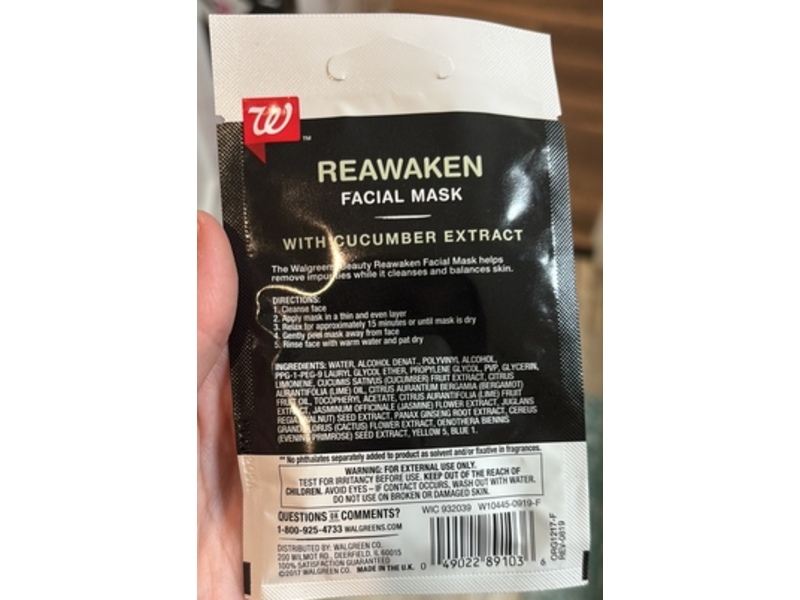 W
™
REAWAKEN
FACIAL MASK
WITH CUCUMBER EXTRACT
The Walgreens Beauty Reawaken Facial Mask helps
remove impurities while it cleanses and balances skin.
DIRECTIONS:
1. Cleanse face
2. Apply mask in a thin and even layer
3. Relax for approximately 15 minutes or until mask is dry
4. Gently peel mask away from face
5. Rinse face with warm water and pat dry
INGREDIENTS: WATER, ALCOHOL DENAT., POLYVINYL ALCOHOL,
PPG-1-PEG-9 LAURYL GLYCOL ETHER, PROPYLENE GLYCOL, PVP, GLYCERIN,
LIMONENE, CUCUMIS SATIVUS (CUCUMBER) FRUIT EXTRACT, CITRUS
AURANTIFOLIA (LIME) OIL, CITRUS AURANTIUM BERGAMIA (BERGAMOT)
FRUIT OIL, TOCOPHERYL ACETATE, CITRUS AURANTIFOLIA (LIME) FRUIT
EXTRACT, JASMINUM OFFICINALE (JASMINE) FLOWER EXTRACT, JUGLANS
REGIA (WALNUT) SEED EXTRACT, PANAX GINSENG ROOT EXTRACT, CEREUS
GRANDIFLORUS (CACTUS) FLOWER EXTRACT, OENOTHERA BIENNIS
(EVENING PRIMROSE) SEED EXTRACT, YELLOW 5, BLUE 1.
** No phthalates separately added to product as solvent and/or fixative in fragrances.
WARNING: FOR EXTERNAL USE ONLY.
TEST FOR IRRITANCY BEFORE USE. KEEP OUT OF THE REACH OF
CHILDREN. AVOID EYES – IF CONTACT OCCURS, WASH OUT WITH WATER.
DO NOT USE ON BROKEN OR DAMAGED SKIN.
QUESTIONS OR COMMENTS?
1-800-925-4733 WALGREENS.COM
DISTRIBUTED BY: WALGREEN CO.
200 WILMOT RD., DEERFIELD, IL 60015
100% SATISFACTION GUARANTEED
©2017 WALGREEN CO. MADE IN THE U.K.
WIC 932039 W10445-0919-F
0 49022 89103 6
ORG1217-F
REV-0819